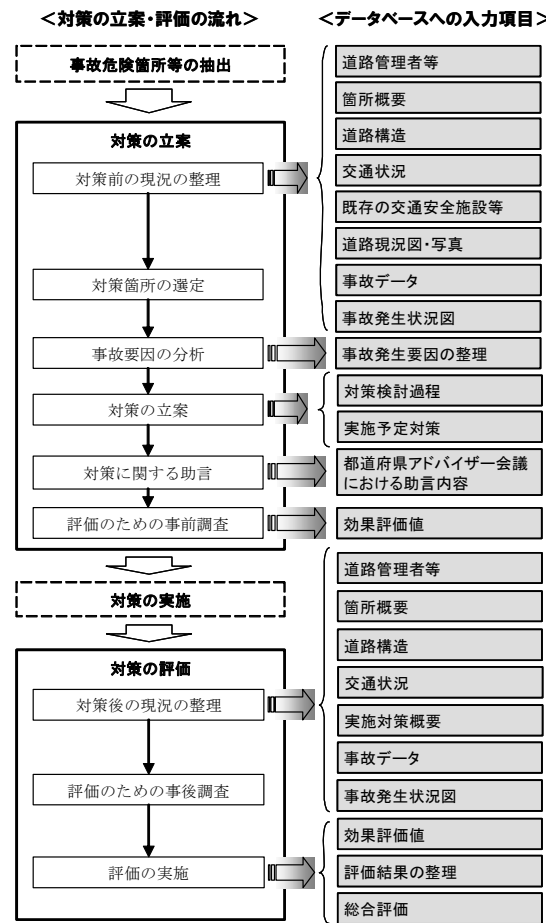 ＜対策の立案・評価の流れ＞
＜データベースへの入力項目＞
事故危険箇所等の抽出
対策の立案
対策前の現況の整理
道路管理者等
箇所概要
道路構造
交通状況
既存の交通安全施設等
道路現況図・写真
事故データ
事故発生状況図
対策箇所の選定
事故要因の分析
事故発生要因の整理
対策の立案
対策検討過程
実施予定対策
対策に関する助言
都道府県アドバイザー会議
における助言内容
評価のための事前調査
効果評価値
対策の実施
対策の評価
対策後の現況の整理
道路管理者等
箇所概要
道路構造
交通状況
実施対策概要
事故データ
事故発生状況図
評価のための事後調査
評価の実施
効果評価値
評価結果の整理
総合評価